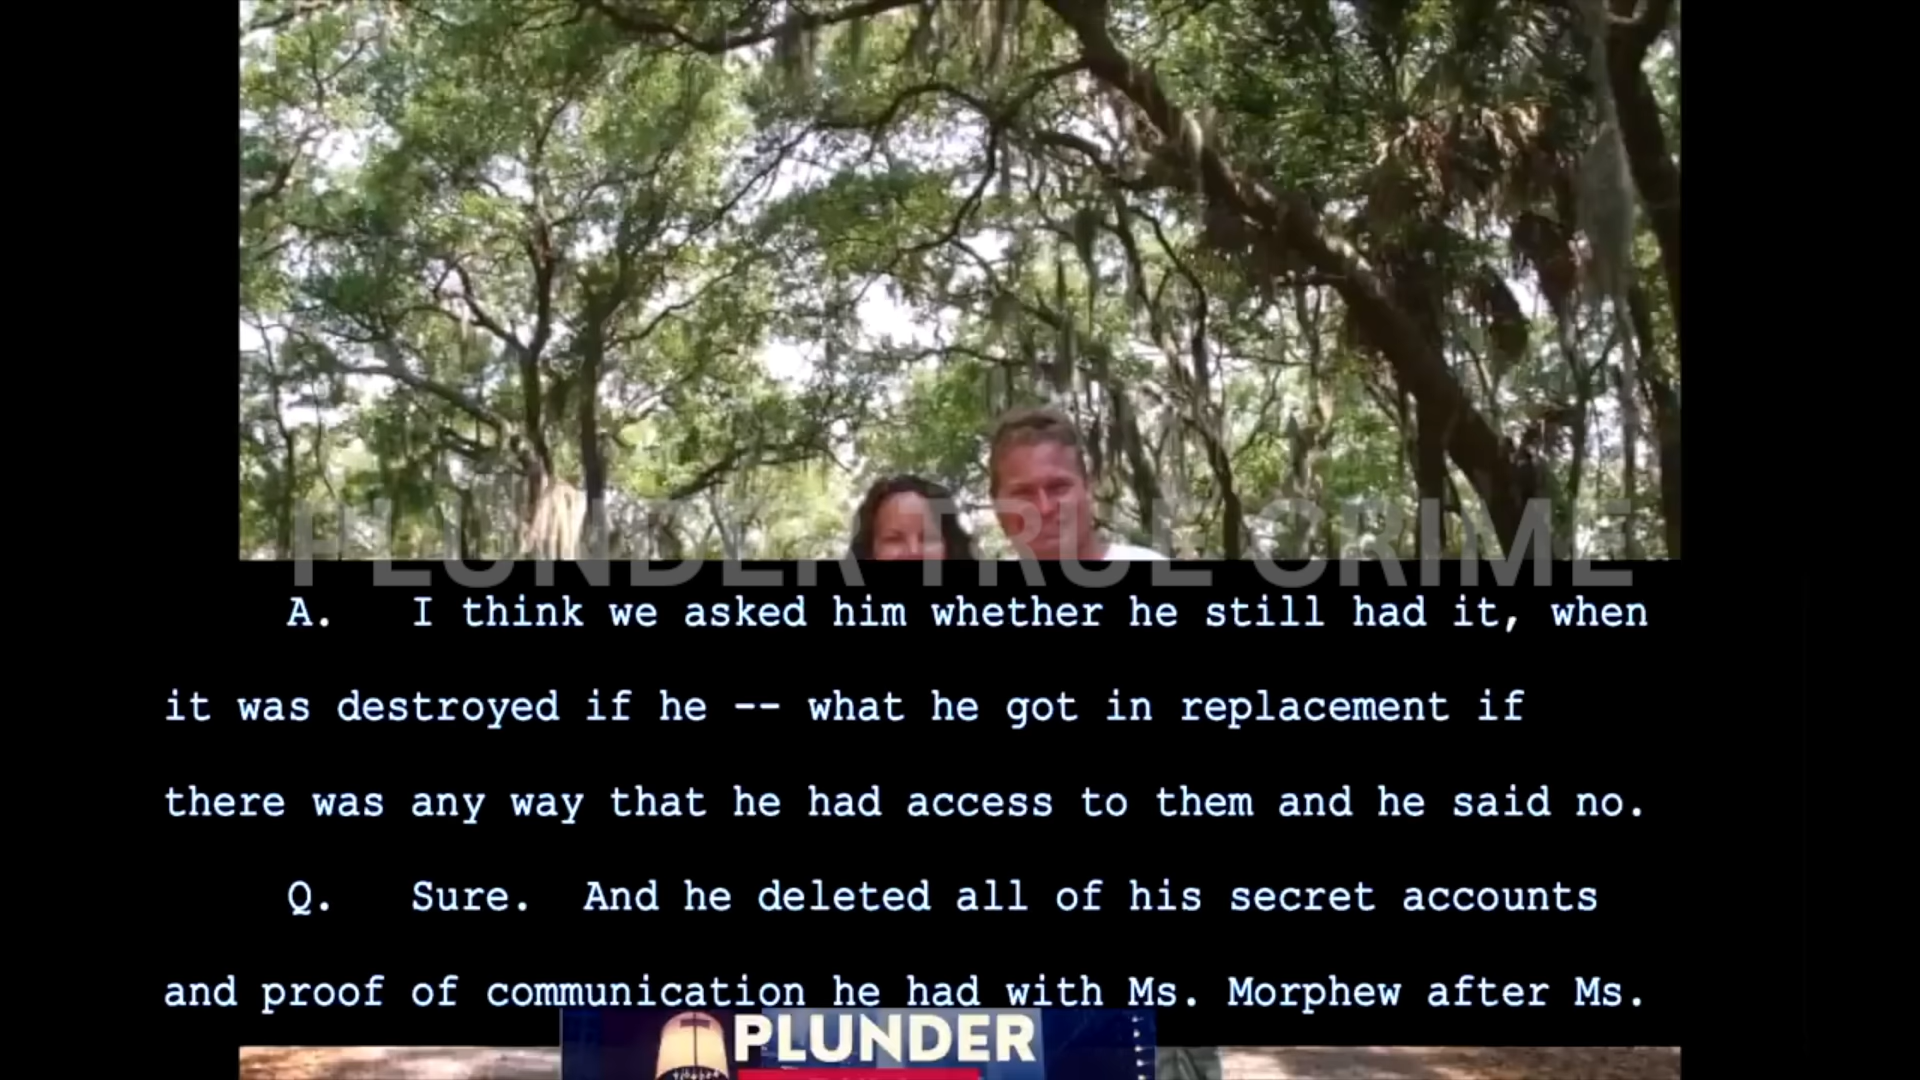 PLUNDER TRUE CRIME
A. I think we asked him whether he still had it, when
it was destroyed if he -- what he got in replacement if
there was any way that he had access to them and he said no.
Q. Sure. And he deleted all of his secret accounts
and proof of communication he had with Ms. Morphew after Ms.
PLUNDER